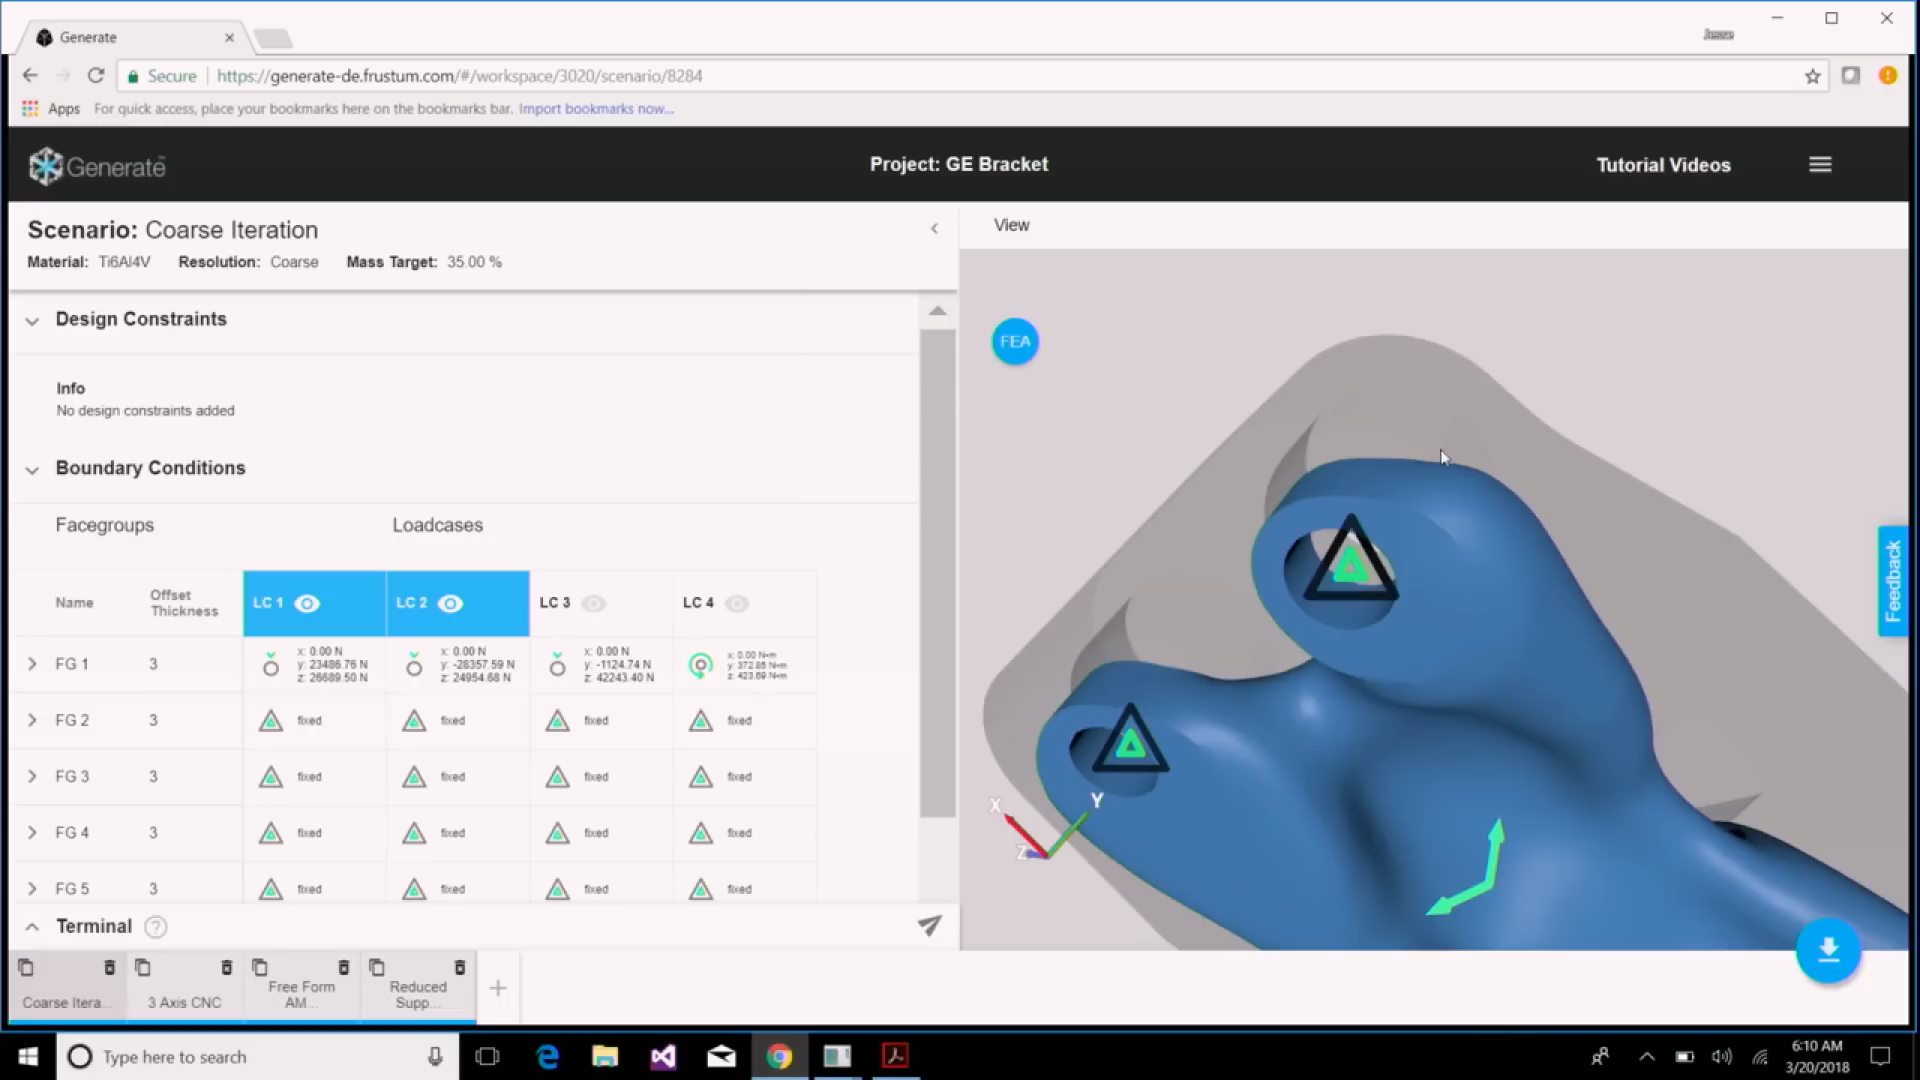 Generate
Secure
https://generate-de.frustum.com/#/workspace/3020/scenario/8284
Apps
For quick access, place your bookmarks here on the bookmarks bar. Import bookmarks now...
Generate
Project: GE Bracket
Tutorial Videos
Scenario: Coarse Iteration
View
Material: Ti6Al4V Resolution: Coarse Mass Target: 35.00 %
Design Constraints
FEA
Info
No design constraints added
Boundary Conditions
Facegroups
Loadcases
Name
Offset Thickness
LC 1
LC 2
LC 3
LC 4
FG 1
3
x: 0.00 N
y: 23486.76 N
z: 26689.50 N
x: 0.00 N
y: -28357.59 N
z: 24954.68 N
x: 0.00 N
y: -1124.74 N
z: 42243.40 N
x: 0.00 N•m
y: 372.85 N•m
z: 423.69 N•m
FG 2 3 fixed fixed fixed fixed
FG 3 3 fixed fixed fixed fixed
FG 4 3 fixed fixed fixed fixed
FG 5 3 fixed fixed fixed fixed
X
Y
Z
Feedback
Terminal ?
Coarse Itera...
3 Axis CNC
Free Form AM...
Reduced Supp...
Type here to search
6:10 AM
3/20/2018